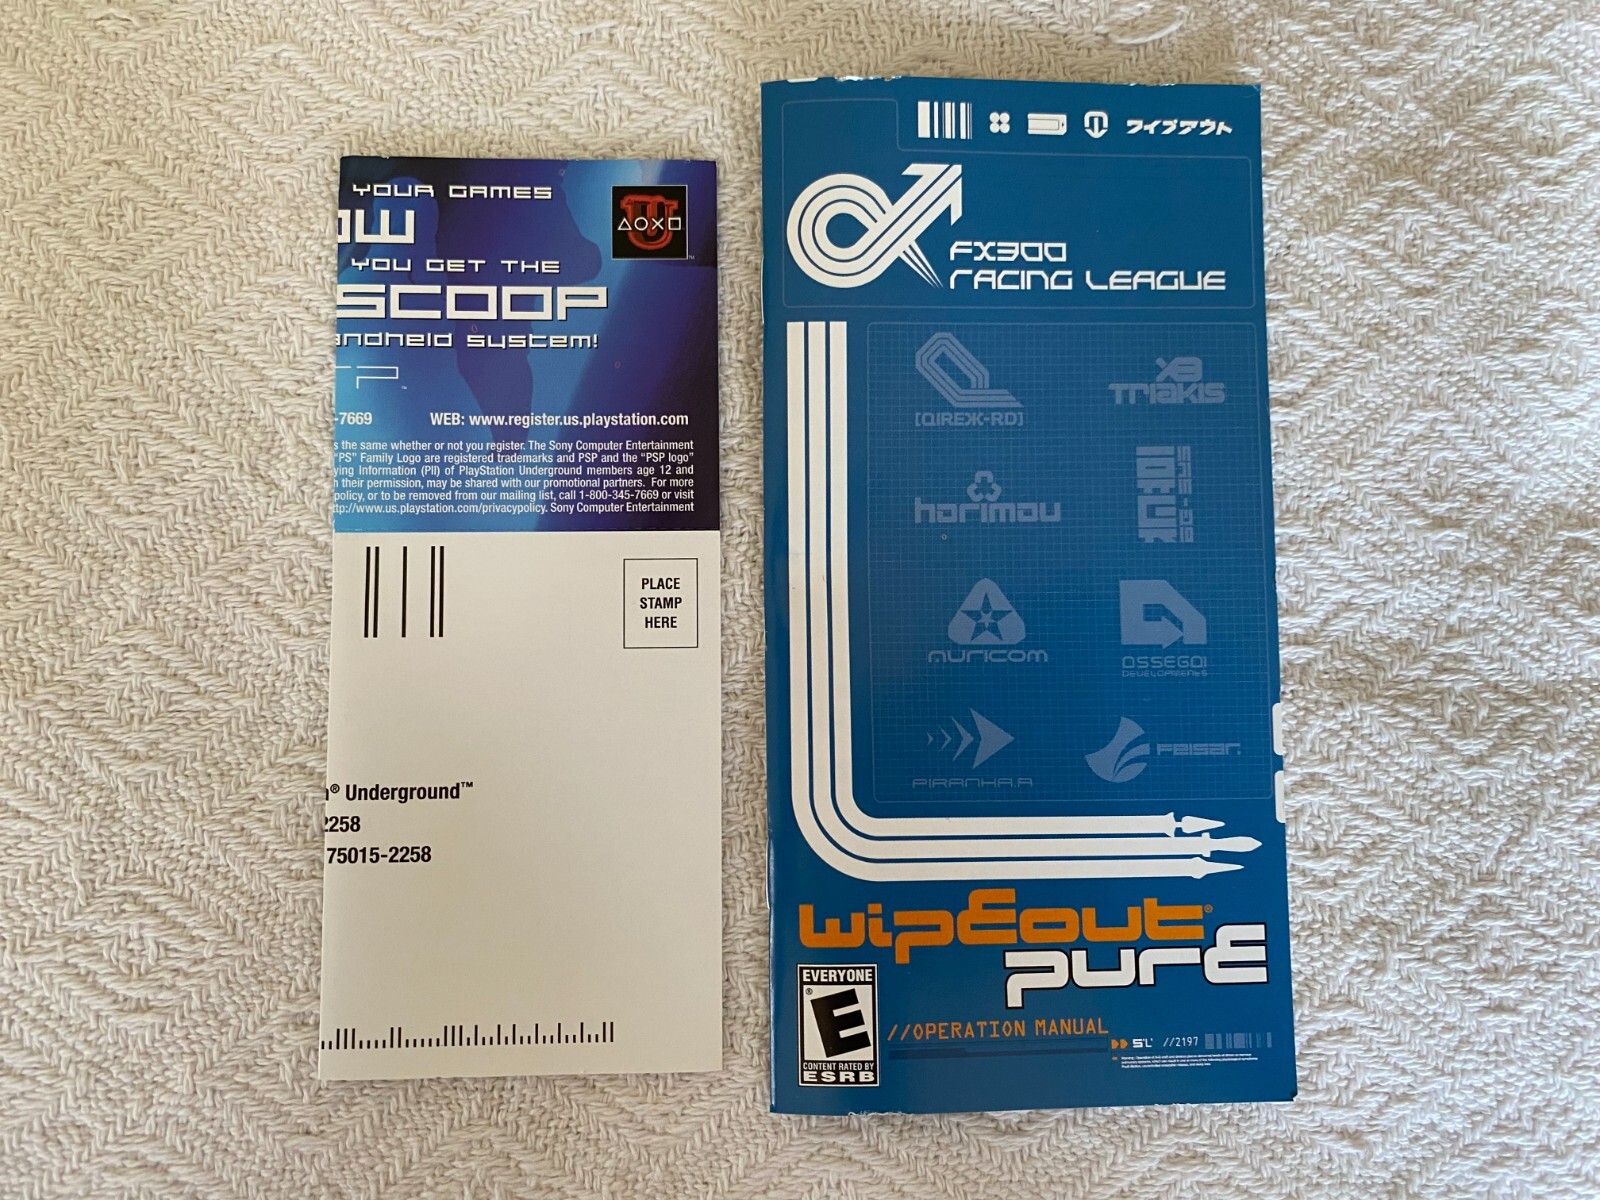 YOUR GAMES
OW
YOU GET THE
SCOOP
andheld system!
-7669 WEB: www.register.us.playstation.com
s the same whether or not you register. The Sony Computer Entertainment
"PS" Family Logo are registered trademarks and PSP and the "PSP logo"
ying Information (PII) of PlayStation Underground members age 12 and
h their permission, may be shared with our promotional partners. For more
policy, or to be removed from our mailing list, call 1-800-345-7669 or visit
ttp://www.us.playstation.com/privacypolicy. Sony Computer Entertainment
PLACE
STAMP
HERE
n® Underground™
2258
75015-2258
ワイプアウト
FX300
RACING LEAGUE
[QIREX-RD]
TRIAKIS
harimau
AURICOM
ASSEGAI
DEVELOPMENTS
PIRANHA.A
FEISAR.
wipEout®
purE
EVERYONE
E
CONTENT RATED BY
ESRB
//OPERATION MANUAL
//2197